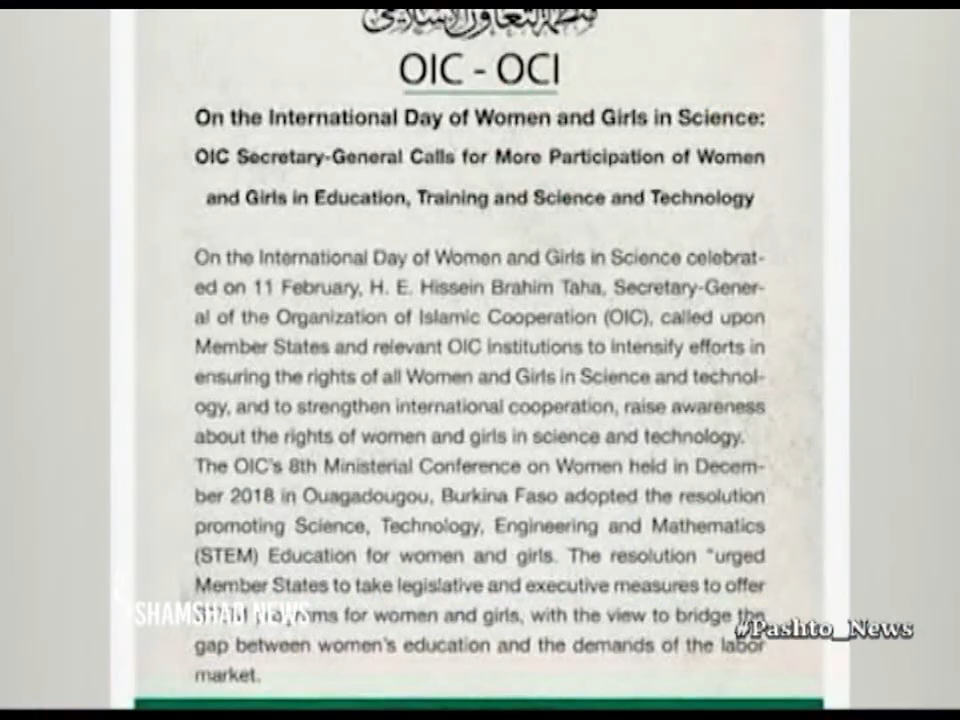 منظمة التعاون الإسلامي
OIC - OCI
On the International Day of Women and Girls in Science:
OIC Secretary-General Calls for More Participation of Women
and Girls in Education, Training and Science and Technology
On the International Day of Women and Girls in Science celebrat-
ed on 11 February, H. E. Hissein Brahim Taha, Secretary-Gener-
al of the Organization of Islamic Cooperation (OIC), called upon
Member States and relevant OIC institutions to intensify efforts in
ensuring the rights of all Women and Girls in Science and technol-
ogy, and to strengthen international cooperation, raise awareness
about the rights of women and girls in science and technology.
The OIC's 8th Ministerial Conference on Women held in Decem-
ber 2018 in Ouagadougou, Burkina Faso adopted the resolution
promoting Science, Technology, Engineering and Mathematics
(STEM) Education for women and girls. The resolution "urged
Member States to take legislative and executive measures to offer
for women and girls, with the view to bridge the
SHAMSHAD NEWS
#Pashto_News
gap between women's education and the demands of the labor
market.